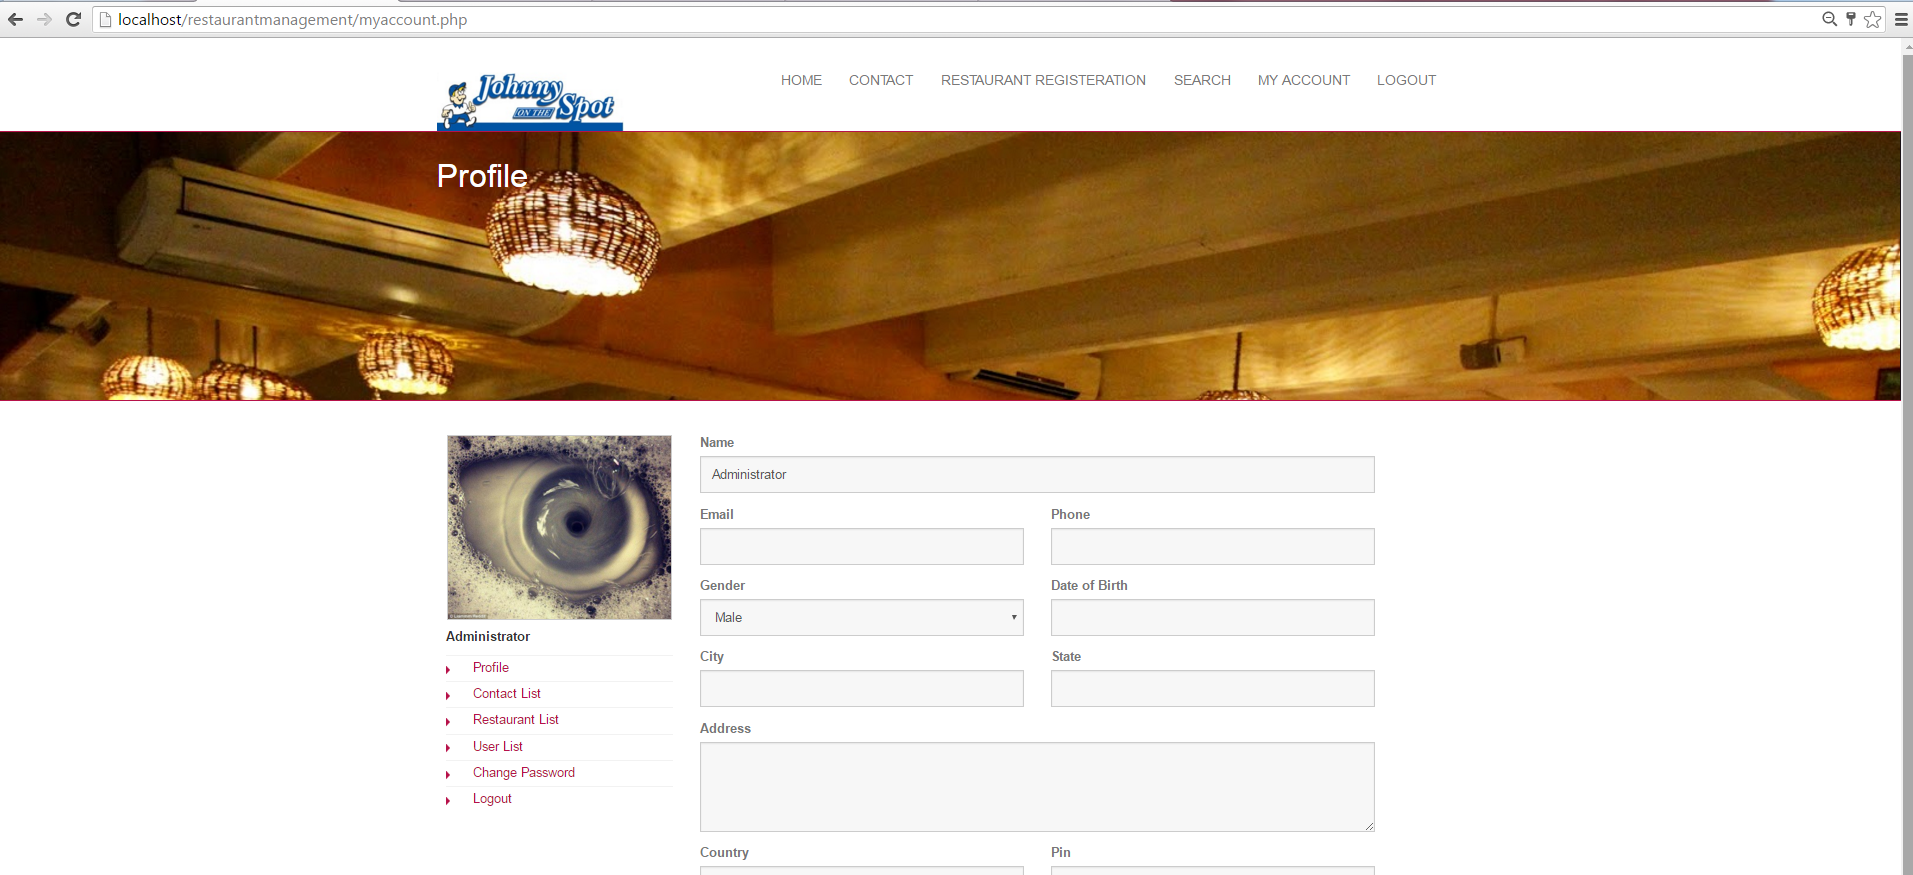 localhost/restaurantmanagement/myaccount.php
Johnny
ON THE
Spot
HOME CONTACT RESTAURANT REGISTERATION SEARCH MY ACCOUNT LOGOUT
Profile
Administrator
Profile
Contact List
Restaurant List
User List
Change Password
Logout
Name
Administrator
Email Phone
Gender Date of Birth
Male
City State
Address
Country Pin